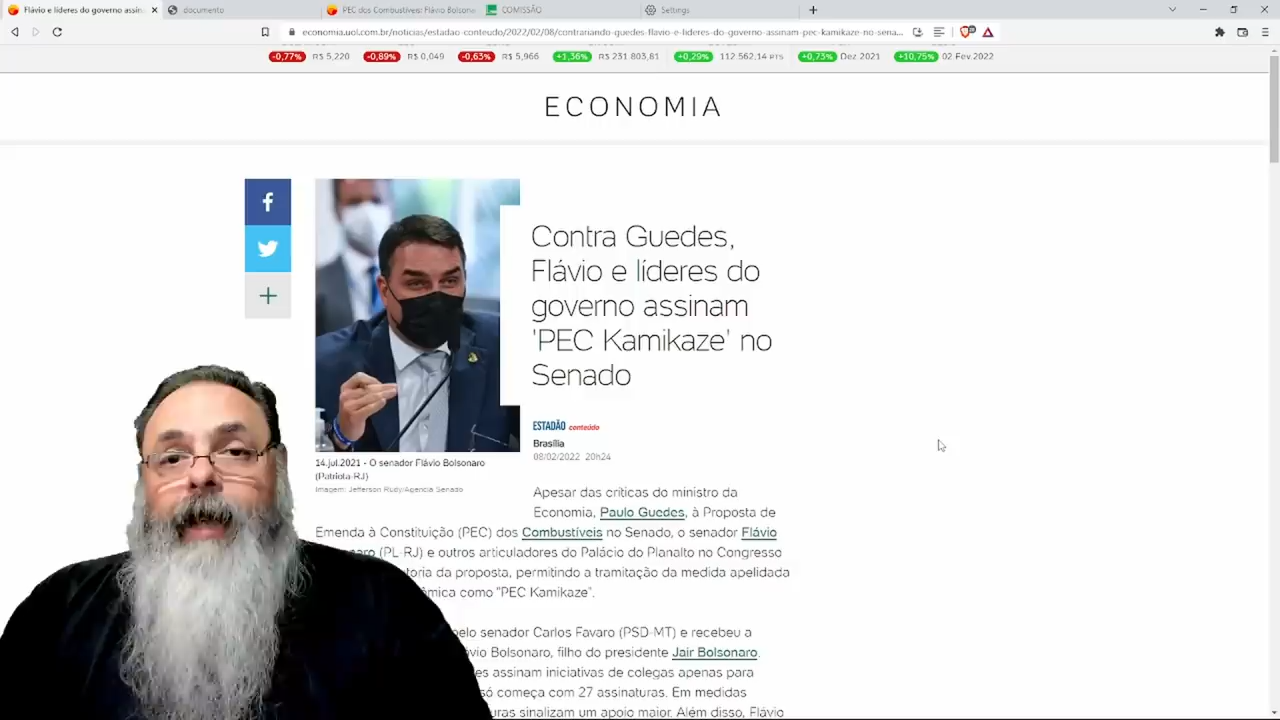 Flávio e líderes do governo assin
documento
PEC dos Combustíveis: Flávio Bolsona
COMISSÃO
Settings
economia.uol.com.br/noticias/estadao-conteudo/2022/02/08/contrariando-guedes-flavio-e-lideres-do-governo-assinam-pec-kamikaze-no-sena...
-0,77% R$ 5,220 -0,89% R$ 0,049 -0,63% R$ 5,966 +1,36% R$ 231.803,81 +0,29% 112.562,14 PTS +0,73% Dez.2021 +10,75% 02.Fev.2022
ECONOMIA
Contra Guedes,
Flávio e líderes do
governo assinam
'PEC Kamikaze' no
Senado
ESTADÃO conteúdo
Brasília
08/02/2022 20h24
14.jul.2021 - O senador Flávio Bolsonaro
(Patriota-RJ)
Imagem: Jefferson Rudy/Agencia Senado
Apesar das críticas do ministro da
Economia, Paulo Guedes, à Proposta de
Emenda à Constituição (PEC) dos Combustíveis no Senado, o senador Flávio
(PL-RJ) e outros articuladores do Palácio do Planalto no Congresso
da proposta, permitindo a tramitação da medida apelidada
como "PEC Kamikaze".
pelo senador Carlos Favaro (PSD-MT) e recebeu a
Bolsonaro, filho do presidente Jair Bolsonaro.
assinam iniciativas de colegas apenas para
só começa com 27 assinaturas. Em medidas
sinalizam um apoio maior. Além disso, Flávio